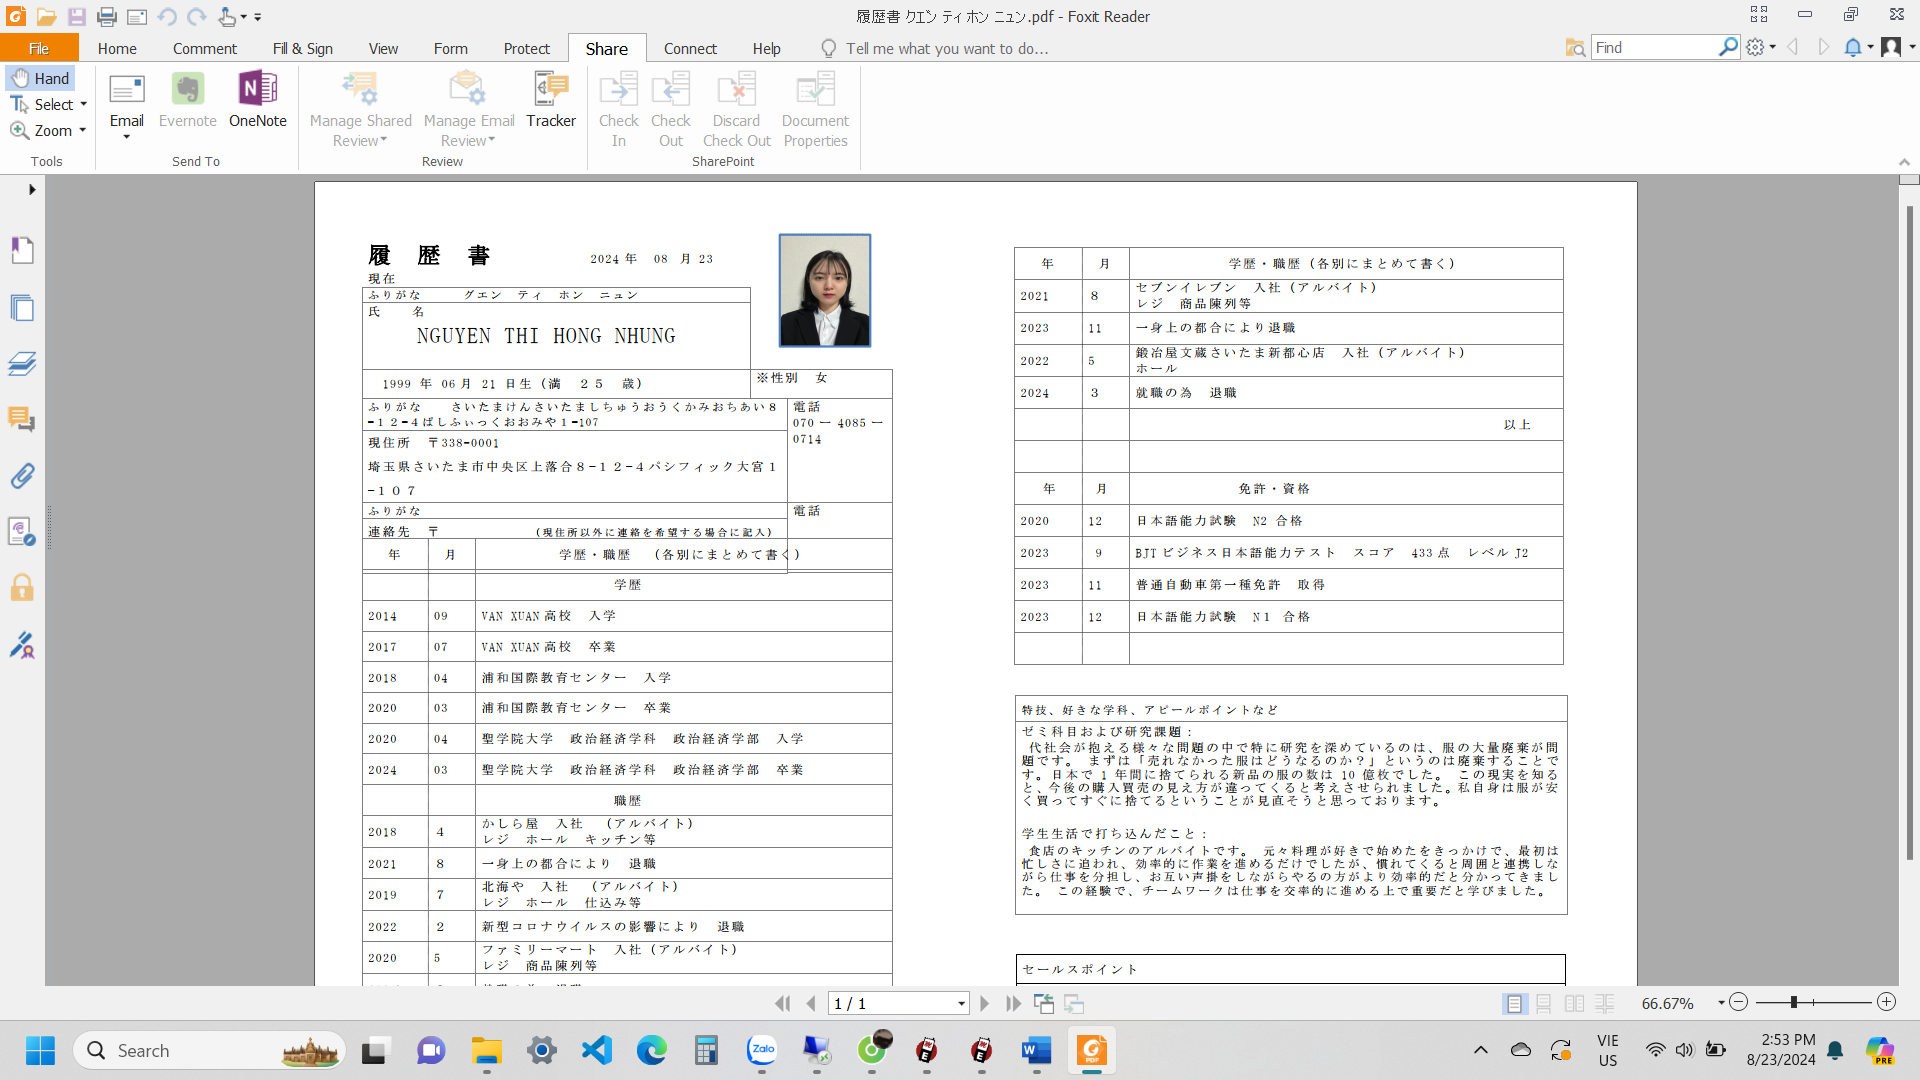 履歴書 クエン ティ ホン ニュン.pdf - Foxit Reader
File Home Comment Fill & Sign View Form Protect Share Connect Help Tell me what you want to do... Find
Hand
Select
Zoom
Tools
Email
Evernote
OneNote
Send To
Manage Shared Review
Manage Email Review
Tracker
Review
Check In
Check Out
Discard Check Out
Document Properties
SharePoint
履 歴 書 2024 年 08 月 23
現在
ふりがな グエン ティ ホン ニュン
氏 名
NGUYEN THI HONG NHUNG
1999 年 06月 21 日生（満 ２５ 歳）
※性別 女
ふりがな さいたまけんさいたましちゅうおうくかみおちあい８
-１２-４ぱしふぃっくおおみや１-107
電話
070 ー 4085 ー
0714
現住所 〒338-0001
埼玉県さいたま市中央区上落合８-１２-４パシフィック大宮１
-１０７
ふりがな
電話
連絡先 〒 （現住所以外に連絡を希望する場合に記入）
年 月 学歴・職歴 （各別にまとめて書く）
学歴
2014 09 VAN XUAN高校 入学
2017 07 VAN XUAN高校 卒業
2018 04 浦和国際教育センター 入学
2020 03 浦和国際教育センター 卒業
2020 04 聖学院大学 政治経済学科 政治経済学部 入学
2024 03 聖学院大学 政治経済学科 政治経済学部 卒業
職歴
2018 4 かしら屋 入社 （アルバイト）
レジ ホール キッチン等
2021 8 一身上の都合により 退職
2019 7 北海や 入社 （アルバイト）
レジ ホール 仕込み等
2022 2 新型コロナウイルスの影響により 退職
2020 5 ファミリーマート 入社（アルバイト）
レジ 商品陳列等
年 月 学歴・職歴（各別にまとめて書く）
2021 8 セブンイレブン 入社（アルバイト）
レジ 商品陳列等
2023 11 一身上の都合により退職
2022 5 鍛冶屋文蔵さいたま新都心店 入社（アルバイト）
ホール
2024 3 就職の為 退職
以上
年 月 免許・資格
2020 12 日本語能力試験 N2 合格
2023 9 BJTビジネス日本語能力テスト スコア 433点 レベルJ2
2023 11 普通自動車第一種免許 取得
2023 12 日本語能力試験 N1 合格
特技、好きな学科、アピールポイントなど
ゼミ科目および研究課題：
代社会が抱える様々な問題の中で特に研究を深めているのは、服の大量廃棄が問
題です。 まずは「売れなかった服はどうなるのか？」というのは廃棄することで
す。日本で 1 年間に捨てられる新品の服の数は 10 億枚でした。 この現実を知る
と、今後の購入買売の見え方が違ってくると考えさせられました。私自身は服が安
く買ってすぐに捨てるということが見直そうと思っております。
学生生活で打ち込んだこと：
食店のキッチンのアルバイトです。 元々料理が好きで始めたをきっかけで、最初は
忙しさに追われ、効率的に作業を進めるだけでしたが、慣れてくると周囲と連携しな
がら仕事を分担し、お互い声掛をしながらやるの方がより効率的だと分かってきまし
た。 この経験で、チームワークは仕事を交率的に進める上で重要だと学びました。
セールスポイント
1 / 1
66.67%
Search
Zalo
VIE
US
2:53 PM
8/23/2024
PRE